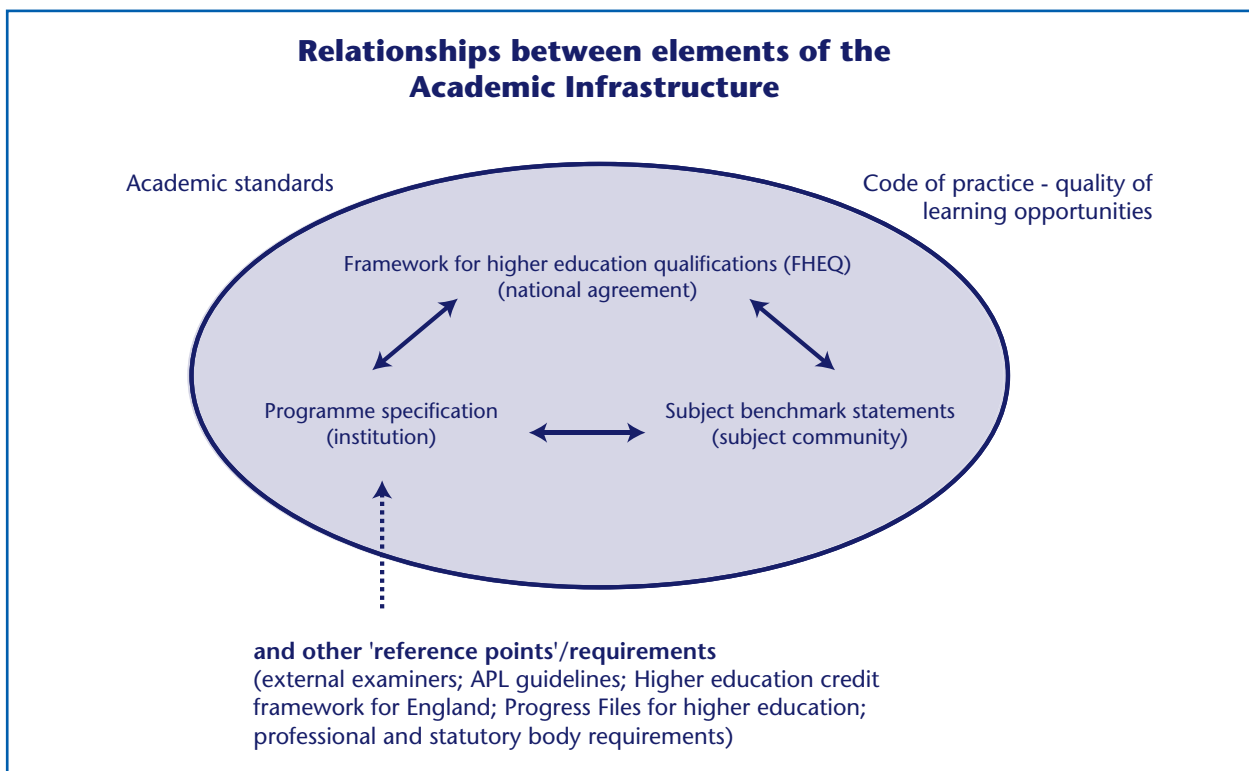 Relationships between elements of the
Academic Infrastructure
Academic standards
Code of practice - quality of
learning opportunities
Framework for higher education qualifications (FHEQ)
(national agreement)
Programme specification
(institution)
Subject benchmark statements
(subject community)
and other 'reference points'/requirements
(external examiners; APL guidelines; Higher education credit
framework for England; Progress Files for higher education;
professional and statutory body requirements)